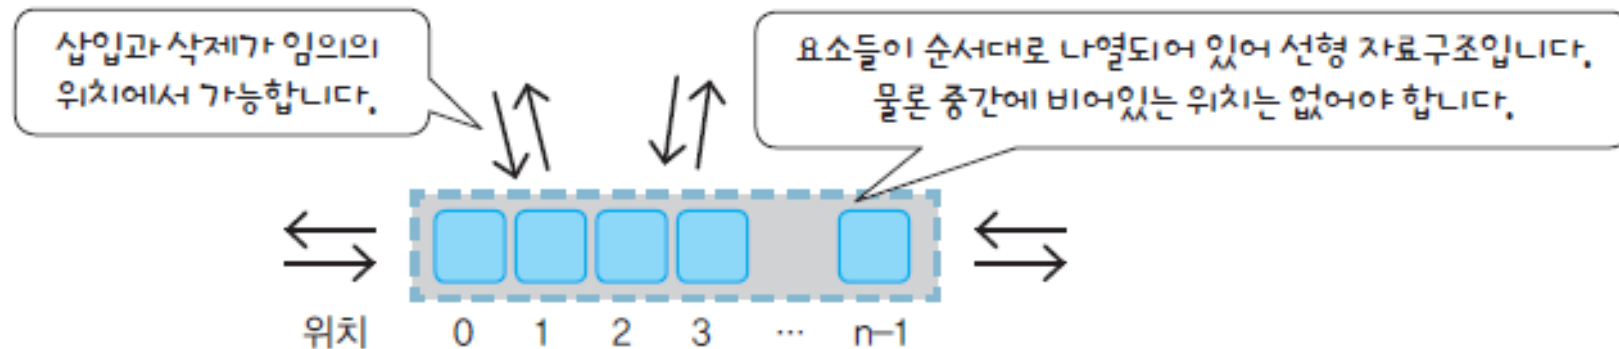 삽입과 삭제가 임의의
위치에서 가능합니다.
요소들이 순서대로 나열되어 있어 선형 자료구조입니다.
물론 중간에 비어있는 위치는 없어야 합니다.
위치 0 1 2 3 … n-1